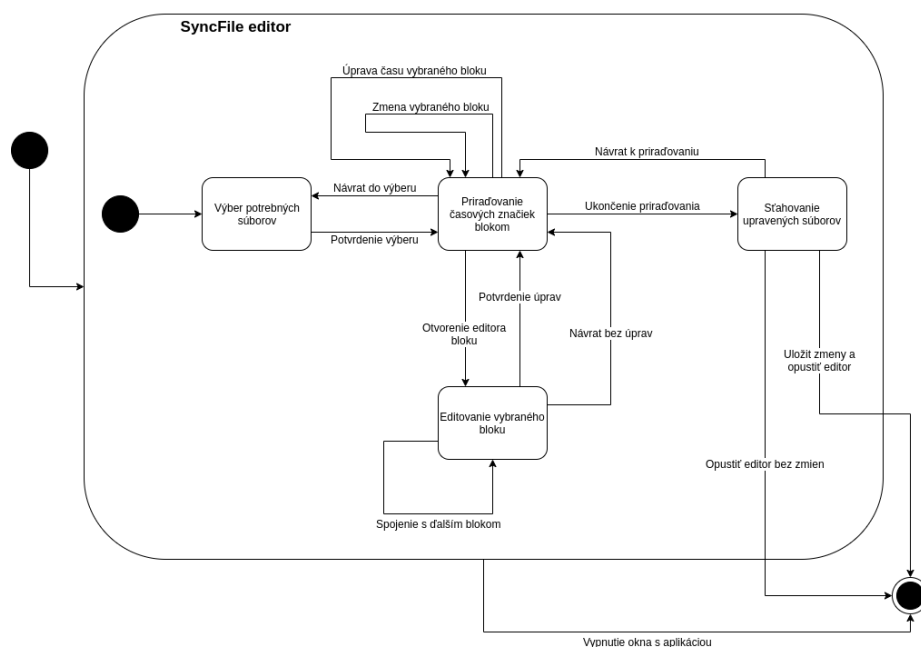 SyncFile editor
Úprava času vybraného bloku
Zmena vybraného bloku
Návrat k priraďovaniu
Návrat do výberu
Výber potrebných
súborov
Priraďovanie
časových značiek
blokom
Ukončenie priraďovania
Sťahovanie
upravených súborov
Potvrdenie výberu
Potvrdenie úprav
Otvorenie editora
bloku
Návrat bez úprav
Uložit zmeny a
opustiť editor
Editovanie vybraného
bloku
Opustiť editor bez zmien
Spojenie s ďalším blokom
Vypnutie okna s aplikáciou